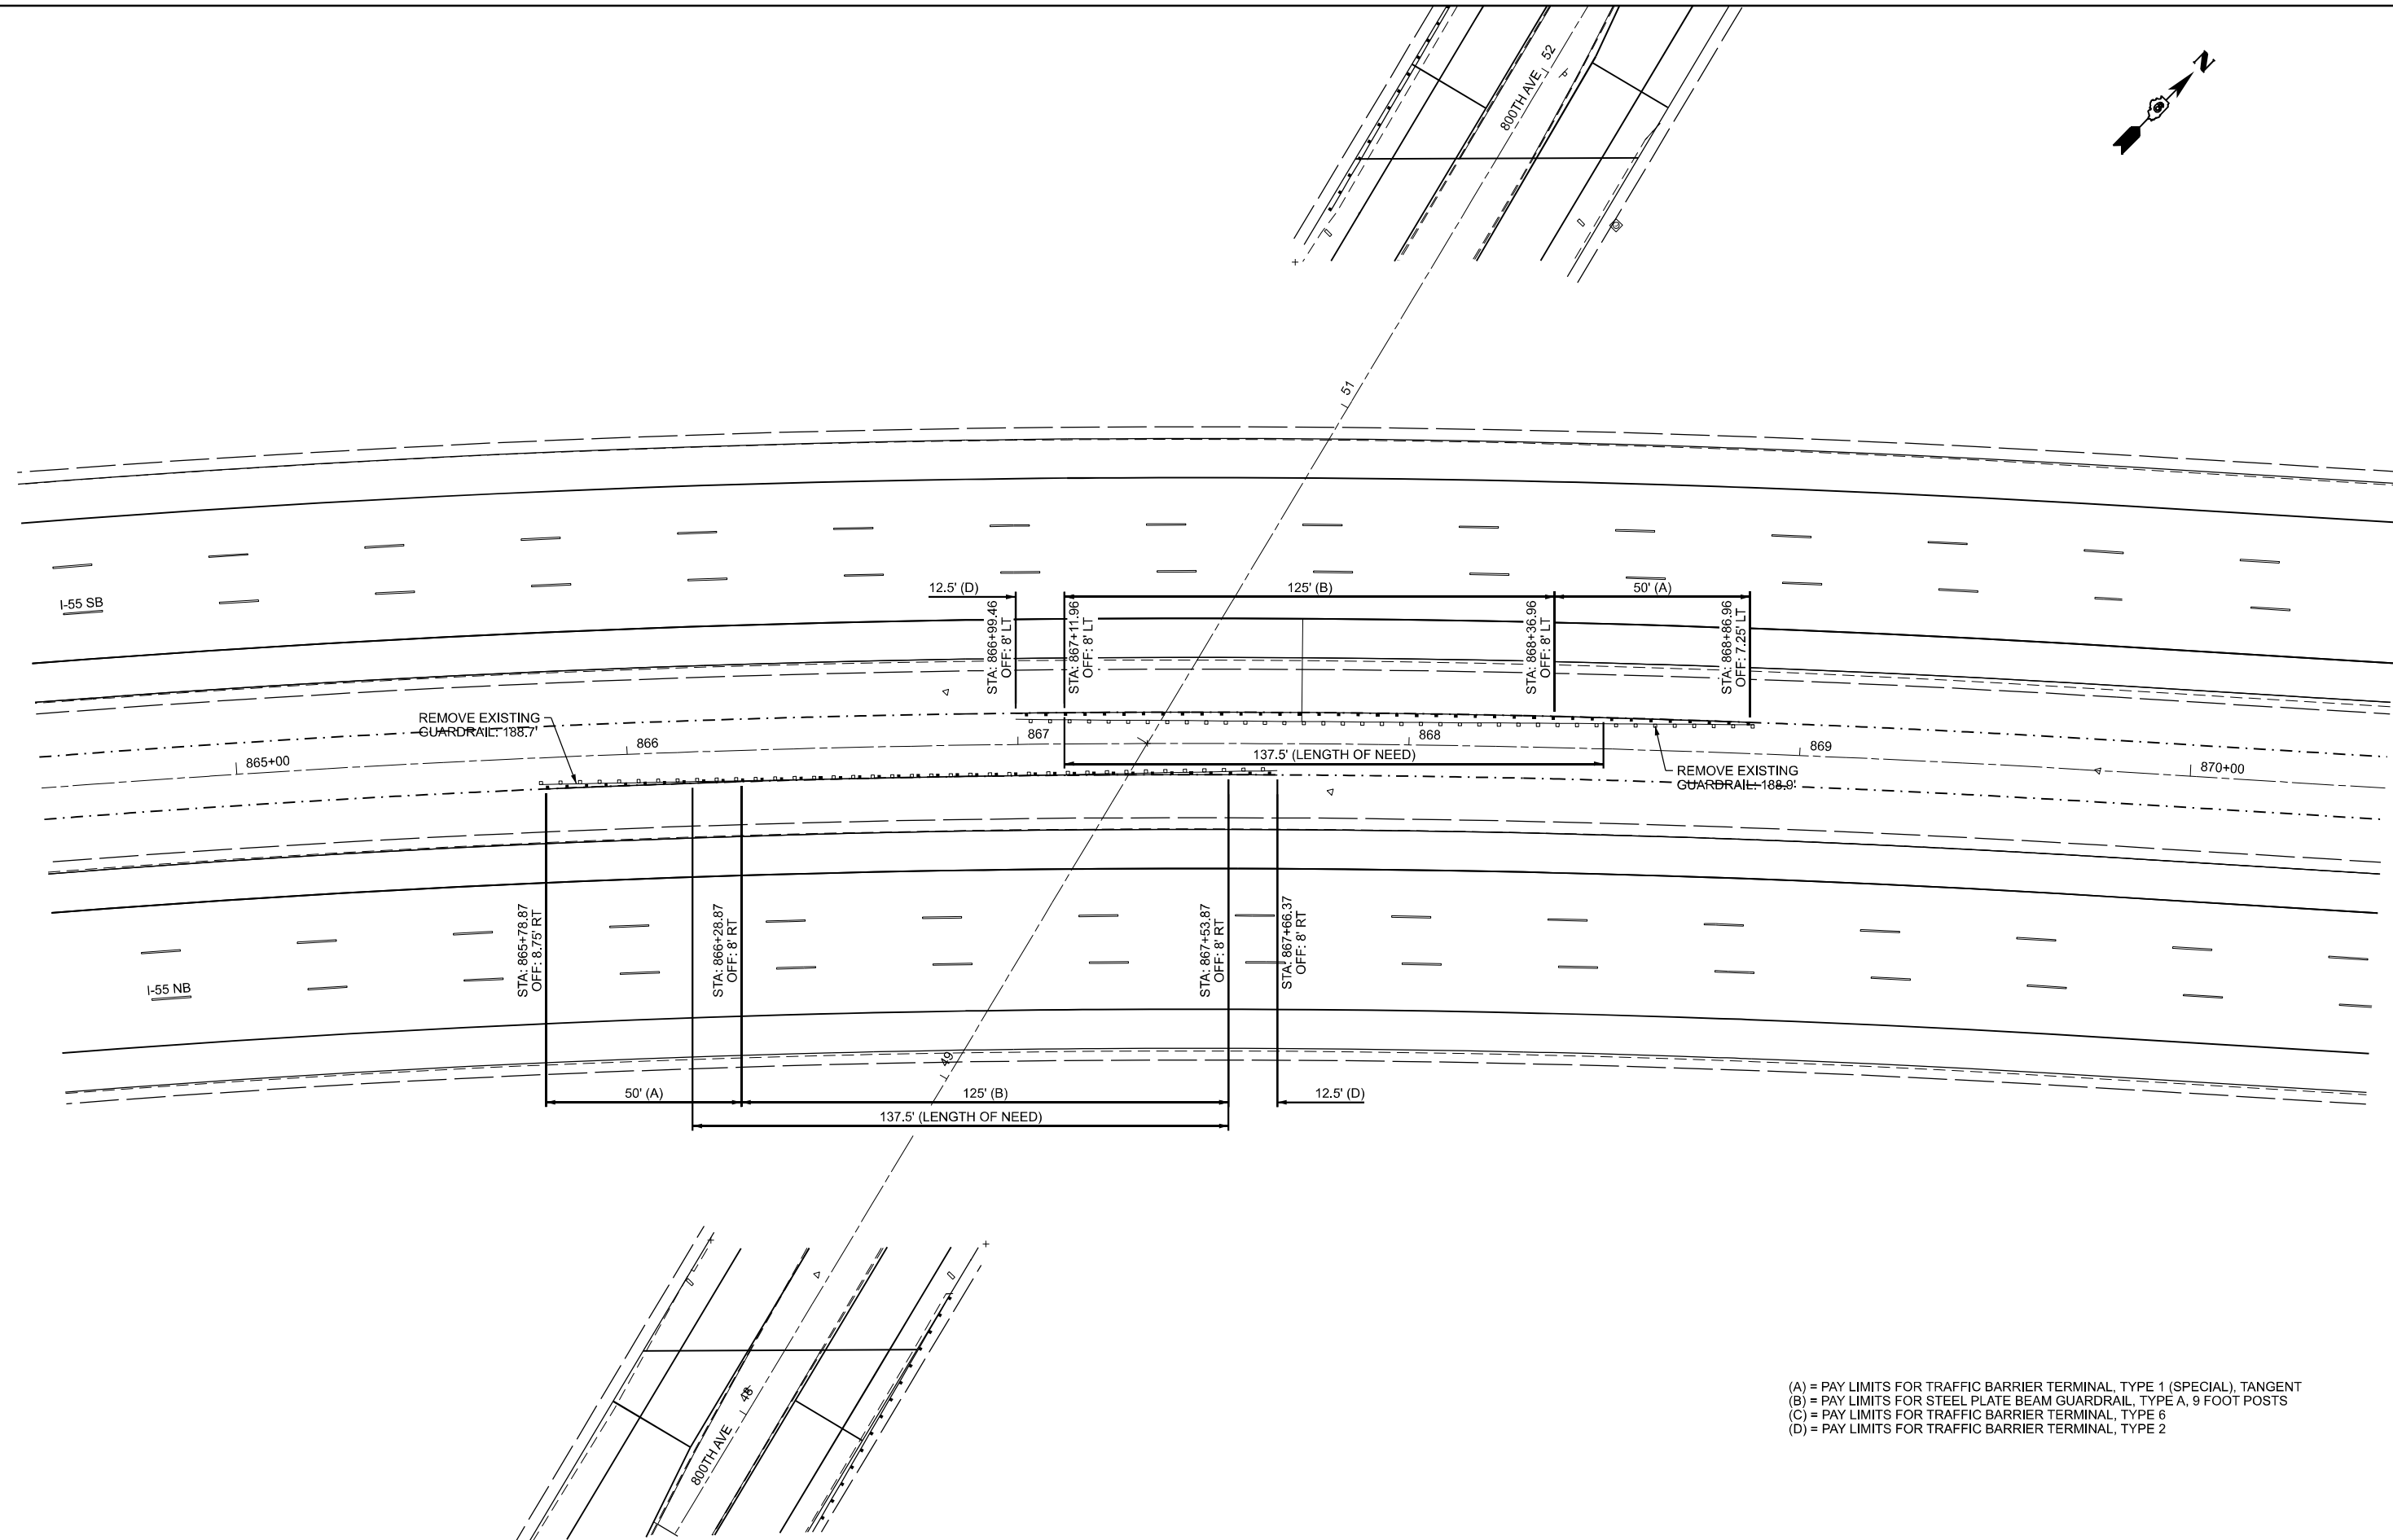 N
800TH AVE
52
51
I-55 SB
12.5' (D)
125' (B)
50' (A)
STA: 866+99.46
OFF: 8' LT
STA: 867+11.96
OFF: 8' LT
STA: 868+36.96
OFF: 8' LT
STA: 868+86.96
OFF: 7.25' LT
REMOVE EXISTING
GUARDRAIL: 188.7'
865+00
866
867
868
869
870+00
137.5' (LENGTH OF NEED)
REMOVE EXISTING
GUARDRAIL: 188.9'
I-55 NB
STA: 865+78.87
OFF: 8.75' RT
STA: 866+28.87
OFF: 8' RT
STA: 867+53.87
OFF: 8' RT
STA: 867+66.37
OFF: 8' RT
49
50' (A)
125' (B)
12.5' (D)
137.5' (LENGTH OF NEED)
800TH AVE
48
(A) = PAY LIMITS FOR TRAFFIC BARRIER TERMINAL, TYPE 1 (SPECIAL), TANGENT
(B) = PAY LIMITS FOR STEEL PLATE BEAM GUARDRAIL, TYPE A, 9 FOOT POSTS
(C) = PAY LIMITS FOR TRAFFIC BARRIER TERMINAL, TYPE 6
(D) = PAY LIMITS FOR TRAFFIC BARRIER TERMINAL, TYPE 2